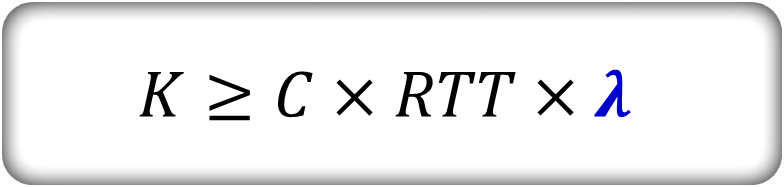 K ≥ C × RTT × λ